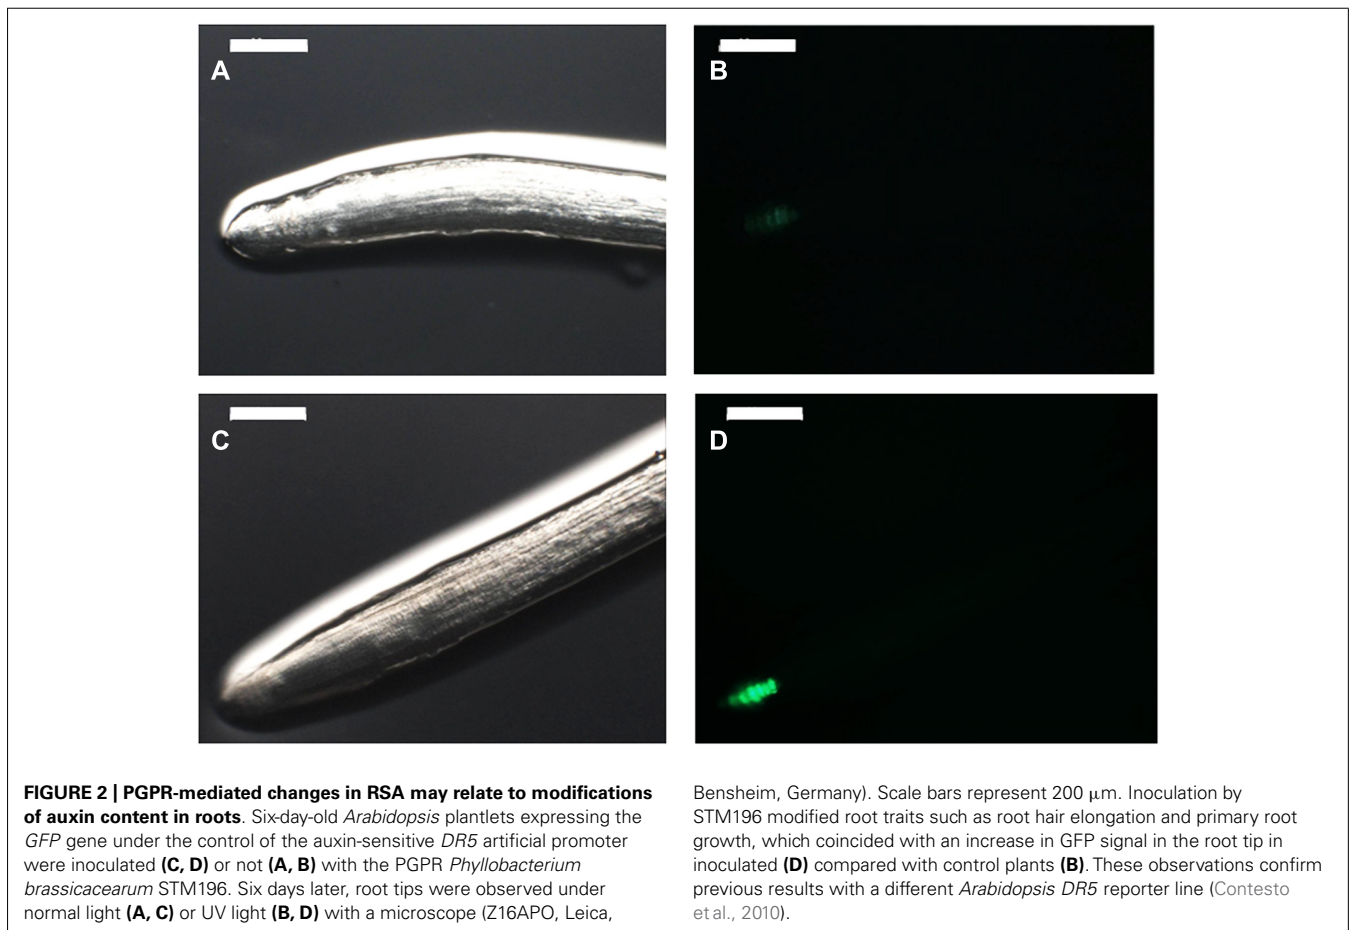 A
B
C
D
FIGURE 2 | PGPR-mediated changes in RSA may relate to modifications
of auxin content in roots. Six-day-old Arabidopsis plantlets expressing the
GFP gene under the control of the auxin-sensitive DR5 artificial promoter
were inoculated (C, D) or not (A, B) with the PGPR Phyllobacterium
brassicacearum STM196. Six days later, root tips were observed under
normal light (A, C) or UV light (B, D) with a microscope (Z16APO, Leica,
Bensheim, Germany). Scale bars represent 200 μm. Inoculation by
STM196 modified root traits such as root hair elongation and primary root
growth, which coincided with an increase in GFP signal in the root tip in
inoculated (D) compared with control plants (B). These observations confirm
previous results with a different Arabidopsis DR5 reporter line (Contesto
et al., 2010).